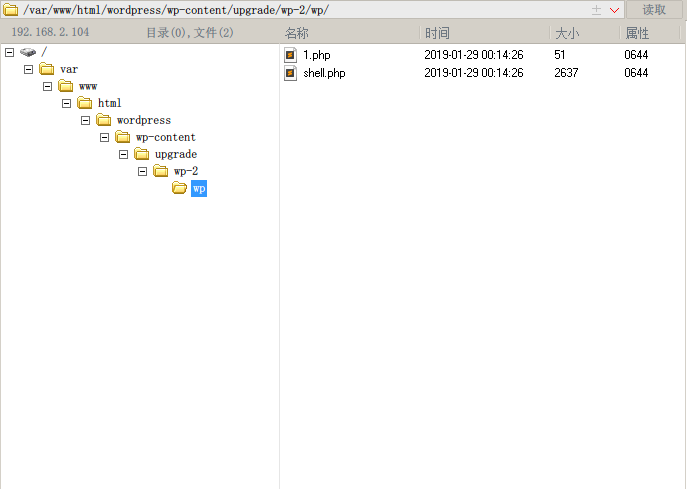 /var/www/html/wordpress/wp-content/upgrade/wp-2/wp/ 读取
192.168.2.104 目录(0),文件(2) 名称 时间 大小 属性
/
var
www
html
wordpress
wp-content
upgrade
wp-2
wp
1.php 2019-01-29 00:14:26 51 0644
shell.php 2019-01-29 00:14:26 2637 0644